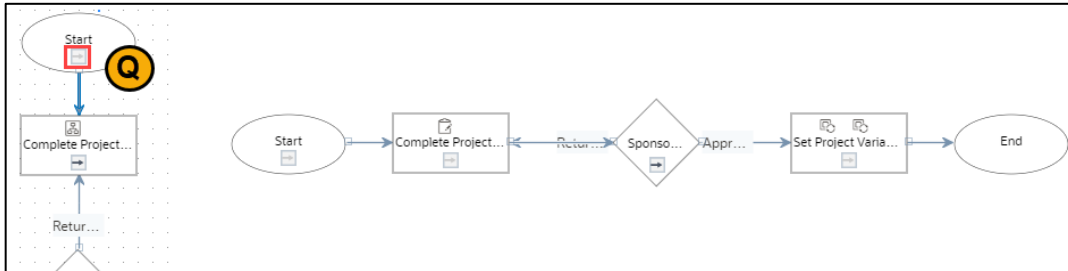 Start
Q
Complete Project...
Retur...
Start
Complete Project...
Retur...
Sponso...
Appr...
Set Project Varia...
End